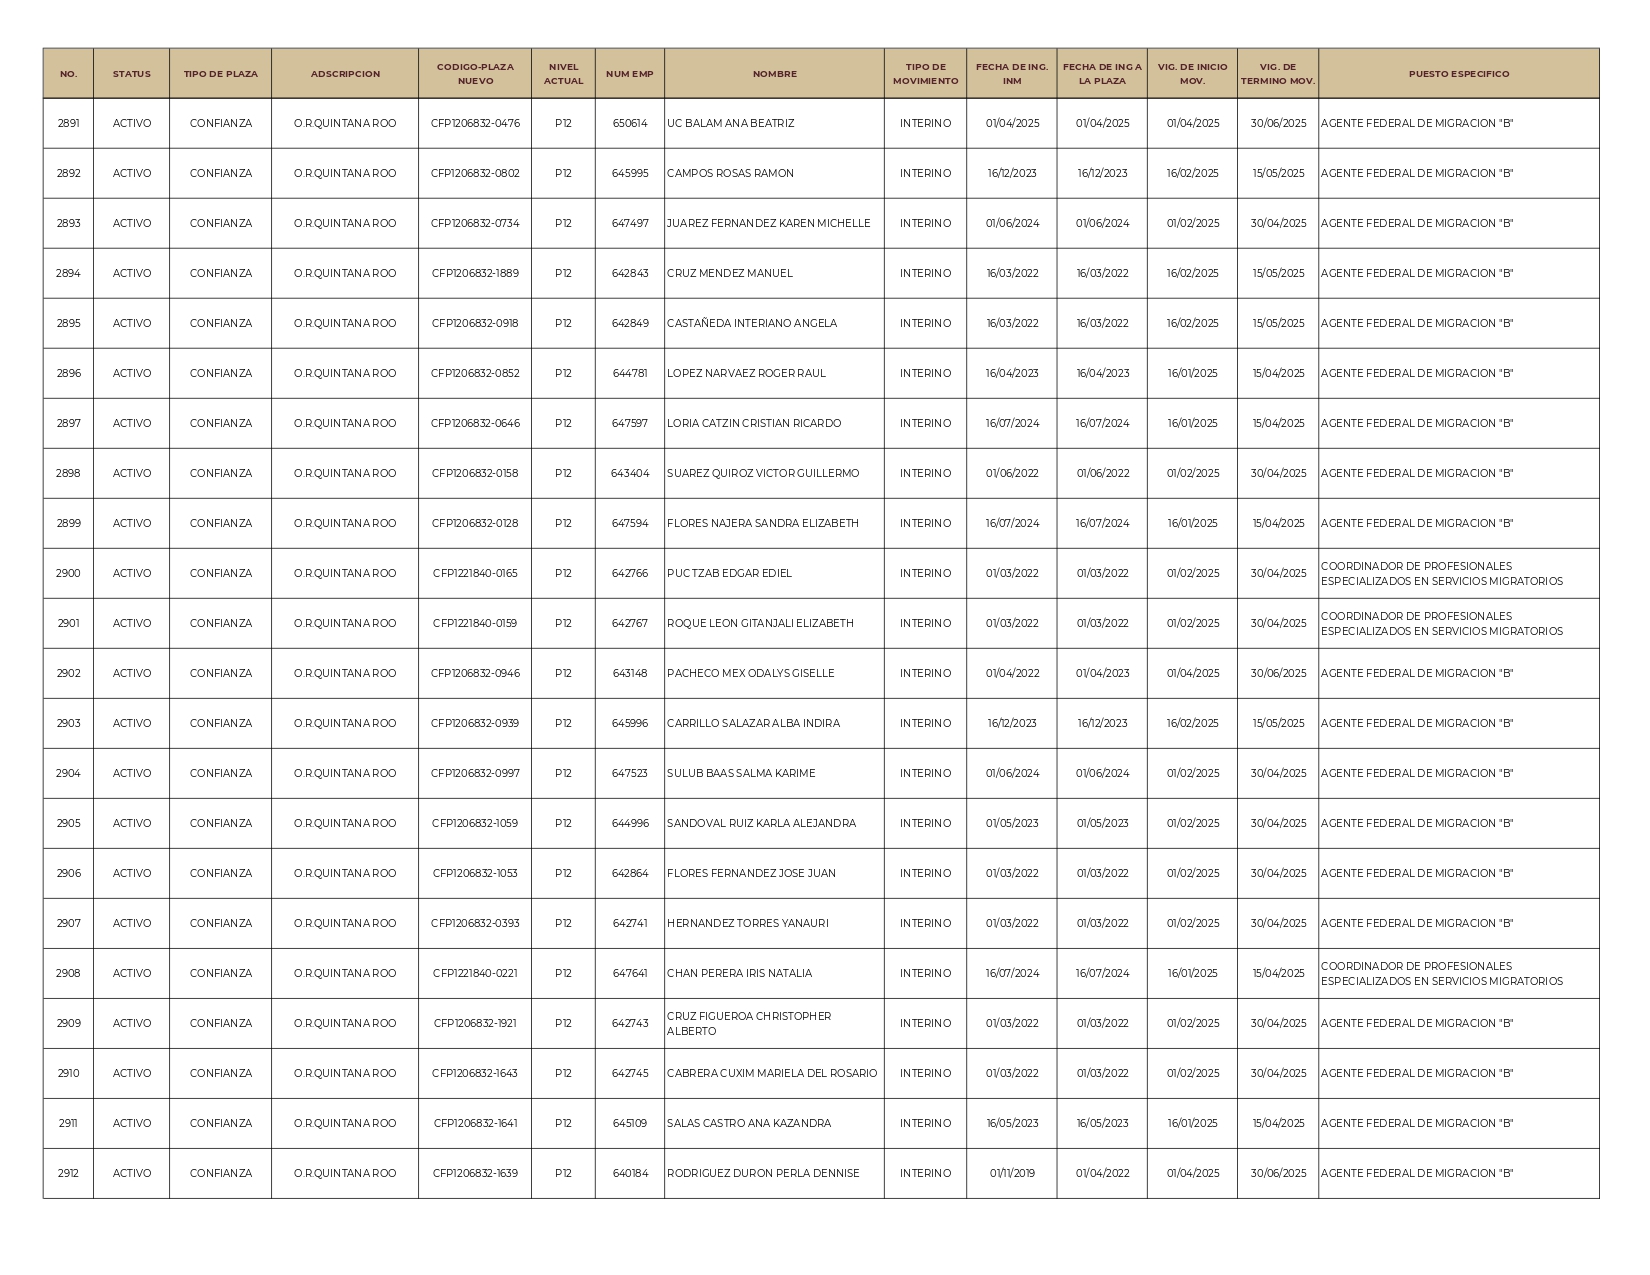 NO. STATUS TIPO DE PLAZA ADSCRIPCION CODIGO-PLAZA NUEVO NIVEL ACTUAL NUM EMP NOMBRE TIPO DE MOVIMIENTO FECHA DE ING. INM FECHA DE ING A LA PLAZA VIG. DE INICIO MOV. VIG. DE TERMINO MOV. PUESTO ESPECIFICO
2891 ACTIVO CONFIANZA O.R.QUINTANA ROO CFP1206832-0476 P12 650614 UC BALAM ANA BEATRIZ INTERINO 01/04/2025 01/04/2025 01/04/2025 30/06/2025 AGENTE FEDERAL DE MIGRACION "B"
2892 ACTIVO CONFIANZA O.R.QUINTANA ROO CFP1206832-0802 P12 645995 CAMPOS ROSAS RAMON INTERINO 16/12/2023 16/12/2023 16/02/2025 15/05/2025 AGENTE FEDERAL DE MIGRACION "B"
2893 ACTIVO CONFIANZA O.R.QUINTANA ROO CFP1206832-0734 P12 647497 JUAREZ FERNANDEZ KAREN MICHELLE INTERINO 01/06/2024 01/06/2024 01/02/2025 30/04/2025 AGENTE FEDERAL DE MIGRACION "B"
2894 ACTIVO CONFIANZA O.R.QUINTANA ROO CFP1206832-1889 P12 642843 CRUZ MENDEZ MANUEL INTERINO 16/03/2022 16/03/2022 16/02/2025 15/05/2025 AGENTE FEDERAL DE MIGRACION "B"
2895 ACTIVO CONFIANZA O.R.QUINTANA ROO CFP1206832-0918 P12 642849 CASTAÑEDA INTERIANO ANGELA INTERINO 16/03/2022 16/03/2022 16/02/2025 15/05/2025 AGENTE FEDERAL DE MIGRACION "B"
2896 ACTIVO CONFIANZA O.R.QUINTANA ROO CFP1206832-0852 P12 644781 LOPEZ NARVAEZ ROGER RAUL INTERINO 16/04/2023 16/04/2023 16/01/2025 15/04/2025 AGENTE FEDERAL DE MIGRACION "B"
2897 ACTIVO CONFIANZA O.R.QUINTANA ROO CFP1206832-0646 P12 647597 LORIA CATZIN CRISTIAN RICARDO INTERINO 16/07/2024 16/07/2024 16/01/2025 15/04/2025 AGENTE FEDERAL DE MIGRACION "B"
2898 ACTIVO CONFIANZA O.R.QUINTANA ROO CFP1206832-0158 P12 643404 SUAREZ QUIROZ VICTOR GUILLERMO INTERINO 01/06/2022 01/06/2022 01/02/2025 30/04/2025 AGENTE FEDERAL DE MIGRACION "B"
2899 ACTIVO CONFIANZA O.R.QUINTANA ROO CFP1206832-0128 P12 647594 FLORES NAJERA SANDRA ELIZABETH INTERINO 16/07/2024 16/07/2024 16/01/2025 15/04/2025 AGENTE FEDERAL DE MIGRACION "B"
2900 ACTIVO CONFIANZA O.R.QUINTANA ROO CFP1221840-0165 P12 642766 PUC TZAB EDGAR EDIEL INTERINO 01/03/2022 01/03/2022 01/02/2025 30/04/2025 COORDINADOR DE PROFESIONALES ESPECIALIZADOS EN SERVICIOS MIGRATORIOS
2901 ACTIVO CONFIANZA O.R.QUINTANA ROO CFP1221840-0159 P12 642767 ROQUE LEON GITANJALI ELIZABETH INTERINO 01/03/2022 01/03/2022 01/02/2025 30/04/2025 COORDINADOR DE PROFESIONALES ESPECIALIZADOS EN SERVICIOS MIGRATORIOS
2902 ACTIVO CONFIANZA O.R.QUINTANA ROO CFP1206832-0946 P12 643148 PACHECO MEX ODALYS GISELLE INTERINO 01/04/2022 01/04/2023 01/04/2025 30/06/2025 AGENTE FEDERAL DE MIGRACION "B"
2903 ACTIVO CONFIANZA O.R.QUINTANA ROO CFP1206832-0939 P12 645996 CARRILLO SALAZAR ALBA INDIRA INTERINO 16/12/2023 16/12/2023 16/02/2025 15/05/2025 AGENTE FEDERAL DE MIGRACION "B"
2904 ACTIVO CONFIANZA O.R.QUINTANA ROO CFP1206832-0997 P12 647523 SULUB BAAS SALMA KARIME INTERINO 01/06/2024 01/06/2024 01/02/2025 30/04/2025 AGENTE FEDERAL DE MIGRACION "B"
2905 ACTIVO CONFIANZA O.R.QUINTANA ROO CFP1206832-1059 P12 644996 SANDOVAL RUIZ KARLA ALEJANDRA INTERINO 01/05/2023 01/05/2023 01/02/2025 30/04/2025 AGENTE FEDERAL DE MIGRACION "B"
2906 ACTIVO CONFIANZA O.R.QUINTANA ROO CFP1206832-1053 P12 642864 FLORES FERNANDEZ JOSE JUAN INTERINO 01/03/2022 01/03/2022 01/02/2025 30/04/2025 AGENTE FEDERAL DE MIGRACION "B"
2907 ACTIVO CONFIANZA O.R.QUINTANA ROO CFP1206832-0393 P12 642741 HERNANDEZ TORRES YANAURI INTERINO 01/03/2022 01/03/2022 01/02/2025 30/04/2025 AGENTE FEDERAL DE MIGRACION "B"
2908 ACTIVO CONFIANZA O.R.QUINTANA ROO CFP1221840-0221 P12 647641 CHAN PERERA IRIS NATALIA INTERINO 16/07/2024 16/07/2024 16/01/2025 15/04/2025 COORDINADOR DE PROFESIONALES ESPECIALIZADOS EN SERVICIOS MIGRATORIOS
2909 ACTIVO CONFIANZA O.R.QUINTANA ROO CFP1206832-1921 P12 642743 CRUZ FIGUEROA CHRISTOPHER ALBERTO INTERINO 01/03/2022 01/03/2022 01/02/2025 30/04/2025 AGENTE FEDERAL DE MIGRACION "B"
2910 ACTIVO CONFIANZA O.R.QUINTANA ROO CFP1206832-1643 P12 642745 CABRERA CUXIM MARIELA DEL ROSARIO INTERINO 01/03/2022 01/03/2022 01/02/2025 30/04/2025 AGENTE FEDERAL DE MIGRACION "B"
2911 ACTIVO CONFIANZA O.R.QUINTANA ROO CFP1206832-1641 P12 645109 SALAS CASTRO ANA KAZANDRA INTERINO 16/05/2023 16/05/2023 16/01/2025 15/04/2025 AGENTE FEDERAL DE MIGRACION "B"
2912 ACTIVO CONFIANZA O.R.QUINTANA ROO CFP1206832-1639 P12 640184 RODRIGUEZ DURON PERLA DENNISE INTERINO 01/11/2019 01/04/2022 01/04/2025 30/06/2025 AGENTE FEDERAL DE MIGRACION "B"